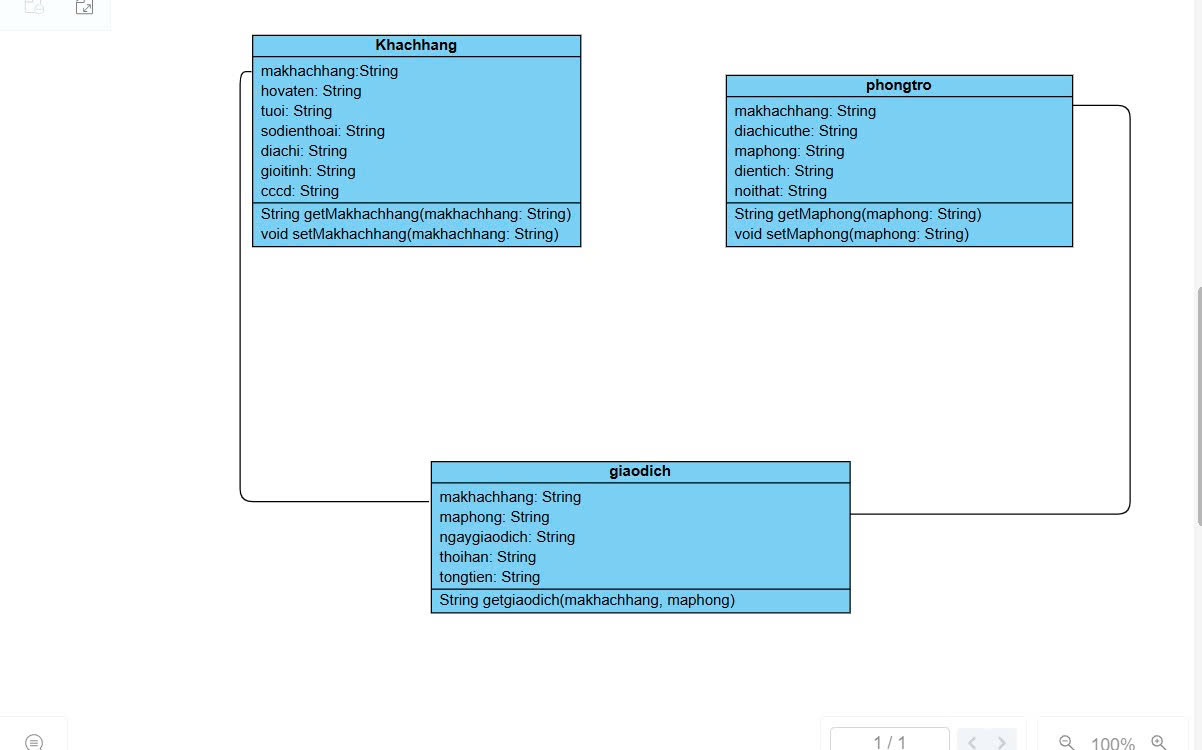 Khachhang
makhachhang:String
hovaten: String
tuoi: String
sodienthoai: String
diachi: String
gioitinh: String
cccd: String
String getMakhachhang(makhachhang: String)
void setMakhachhang(makhachhang: String)
phongtro
makhachhang: String
diachicuthe: String
maphong: String
dientich: String
noithat: String
String getMaphong(maphong: String)
void setMaphong(maphong: String)
giaodich
makhachhang: String
maphong: String
ngaygiaodich: String
thoihan: String
tongtien: String
String getgiaodich(makhachhang, maphong)
1 / 1
100%